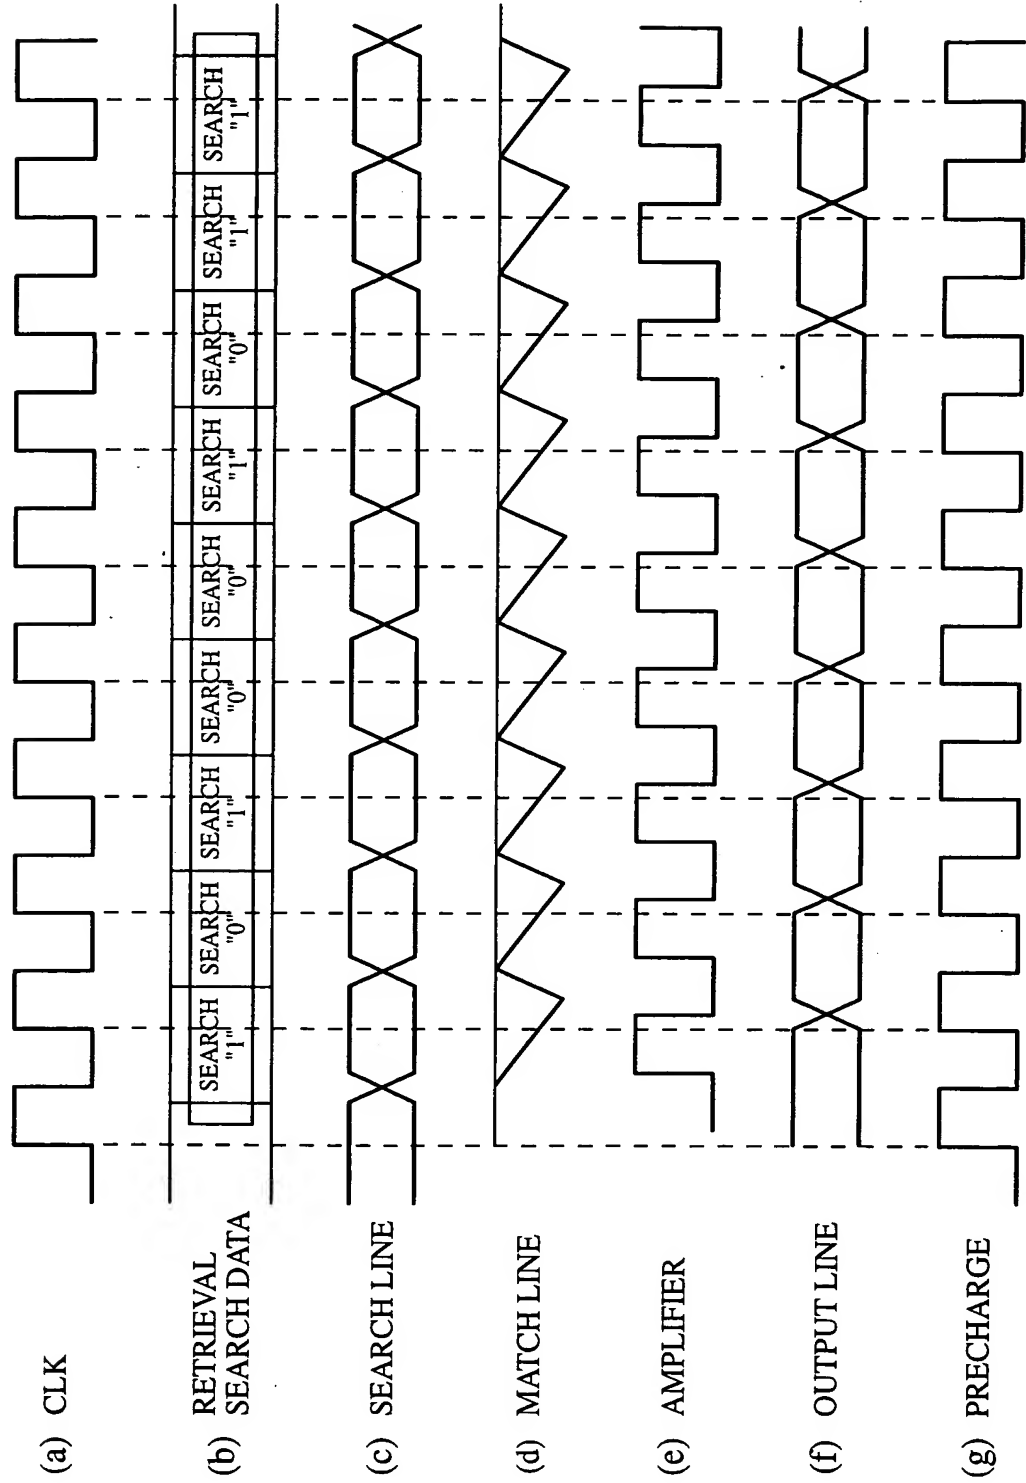 (a) CLK
(b) RETRIEVAL
SEARCH DATA
SEARCH
"1"
SEARCH
"0"
SEARCH
"1"
SEARCH
"0"
SEARCH
"0"
SEARCH
"1"
SEARCH
"0"
SEARCH
"1"
SEARCH
"1"
(c) SEARCH LINE
(d) MATCH LINE
(e) AMPLIFIER
(f) OUTPUT LINE
(g) PRECHARGE